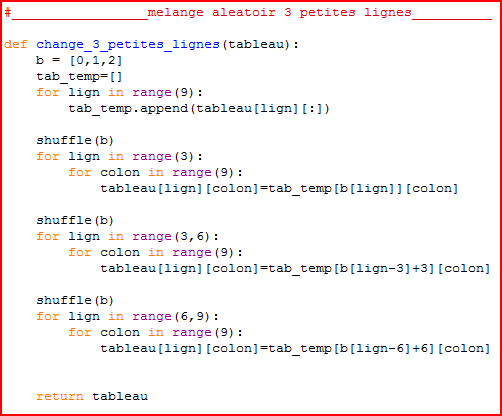 #__________________melange aleatoir 3 petites lignes___________
def change_3_petites_lignes(tableau):
    b = [0,1,2]
    tab_temp=[]
    for lign in range(9):
        tab_temp.append(tableau[lign][:])
    shuffle(b)
    for lign in range(3):
        for colon in range(9):
            tableau[lign][colon]=tab_temp[b[lign]][colon]
    shuffle(b)
    for lign in range(3,6):
        for colon in range(9):
            tableau[lign][colon]=tab_temp[b[lign-3]+3][colon]
    shuffle(b)
    for lign in range(6,9):
        for colon in range(9):
            tableau[lign][colon]=tab_temp[b[lign-6]+6][colon]
    return tableau